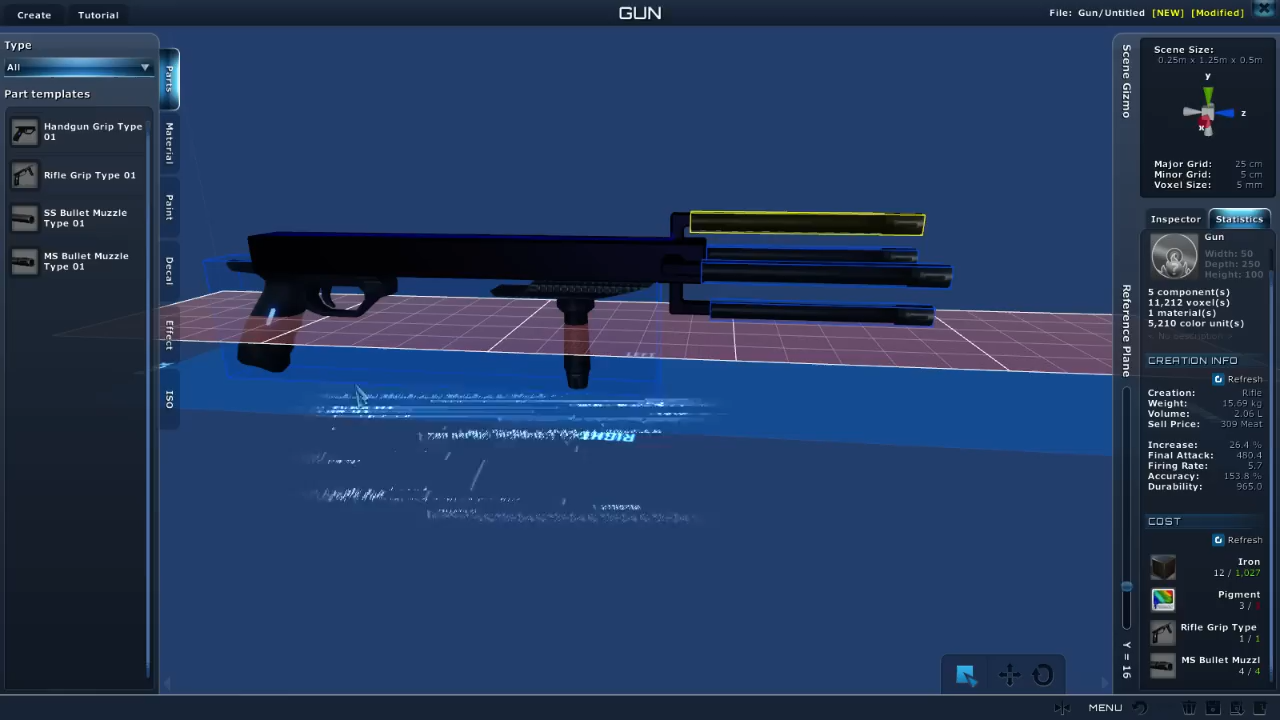 Create
Tutorial
GUN
File: Gun/Untitled [NEW] [Modified]
Type
All
Part templates
Handgun Grip Type
01
Rifle Grip Type 01
SS Bullet Muzzle
Type 01
MS Bullet Muzzle
Type 01
Parts
Material
Paint
Decal
Effect
ISO
LEFT
RIGHT
Scene Gizmo
Reference Plane
Y = 16
Scene Size:
0.25m x 1.25m x 0.5m
y
z
x
Major Grid: 25 cm
Minor Grid: 5 cm
Voxel Size: 5 mm
Inspector
Statistics
Gun
Width: 50
Depth: 250
Height: 100
5 component(s)
11,212 voxel(s)
1 material(s)
5,210 color unit(s)
< No description >
CREATION INFO
Refresh
Creation: Rifle
Weight: 15.69 kg
Volume: 2.06 L
Sell Price: 309 Meat
Increase: 26.4 %
Final Attack: 480.4
Firing Rate: 5.7
Accuracy: 153.8 %
Durability: 965.0
COST
Refresh
Iron
12 / 1,027
Pigment
3 /
Rifle Grip Type
1 / 1
MS Bullet Muzzl
4 / 4
MENU